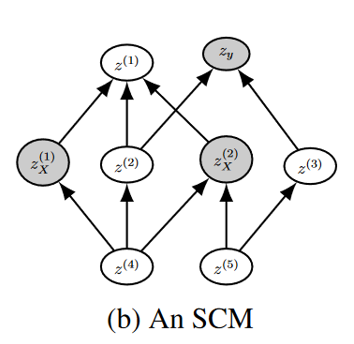 z^{(1)} z_y
z_X^{(1)} z^{(2)} z_X^{(2)} z^{(3)}
z^{(4)} z^{(5)}
(b) An SCM